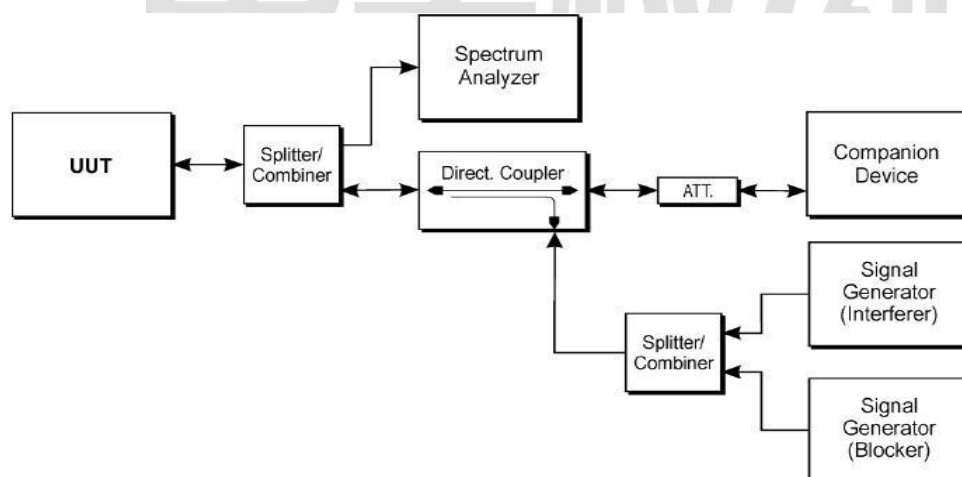 Spectrum
Analyzer
UUT
Splitter/
Combiner
Direct. Coupler
ATT.
Companion
Device
Signal
Generator
(Interferer)
Splitter/
Combiner
Signal
Generator
(Blocker)